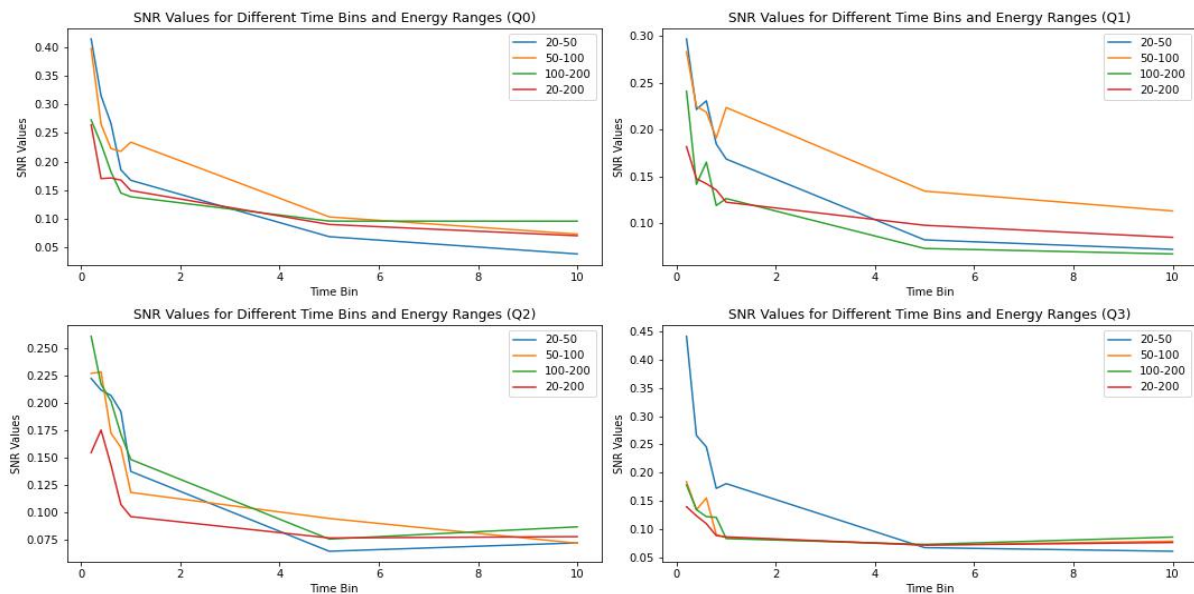 SNR Values for Different Time Bins and Energy Ranges (Q0)
SNR Values
0.40
0.35
0.30
0.25
0.20
0.15
0.10
0.05
20-50
50-100
100-200
20-200
0 2 4 6 8 10
Time Bin
SNR Values for Different Time Bins and Energy Ranges (Q1)
SNR Values
0.30
0.25
0.20
0.15
0.10
20-50
50-100
100-200
20-200
0 2 4 6 8 10
Time Bin
SNR Values for Different Time Bins and Energy Ranges (Q2)
SNR Values
0.250
0.225
0.200
0.175
0.150
0.125
0.100
0.075
20-50
50-100
100-200
20-200
0 2 4 6 8 10
Time Bin
SNR Values for Different Time Bins and Energy Ranges (Q3)
SNR Values
0.45
0.40
0.35
0.30
0.25
0.20
0.15
0.10
0.05
20-50
50-100
100-200
20-200
0 2 4 6 8 10
Time Bin